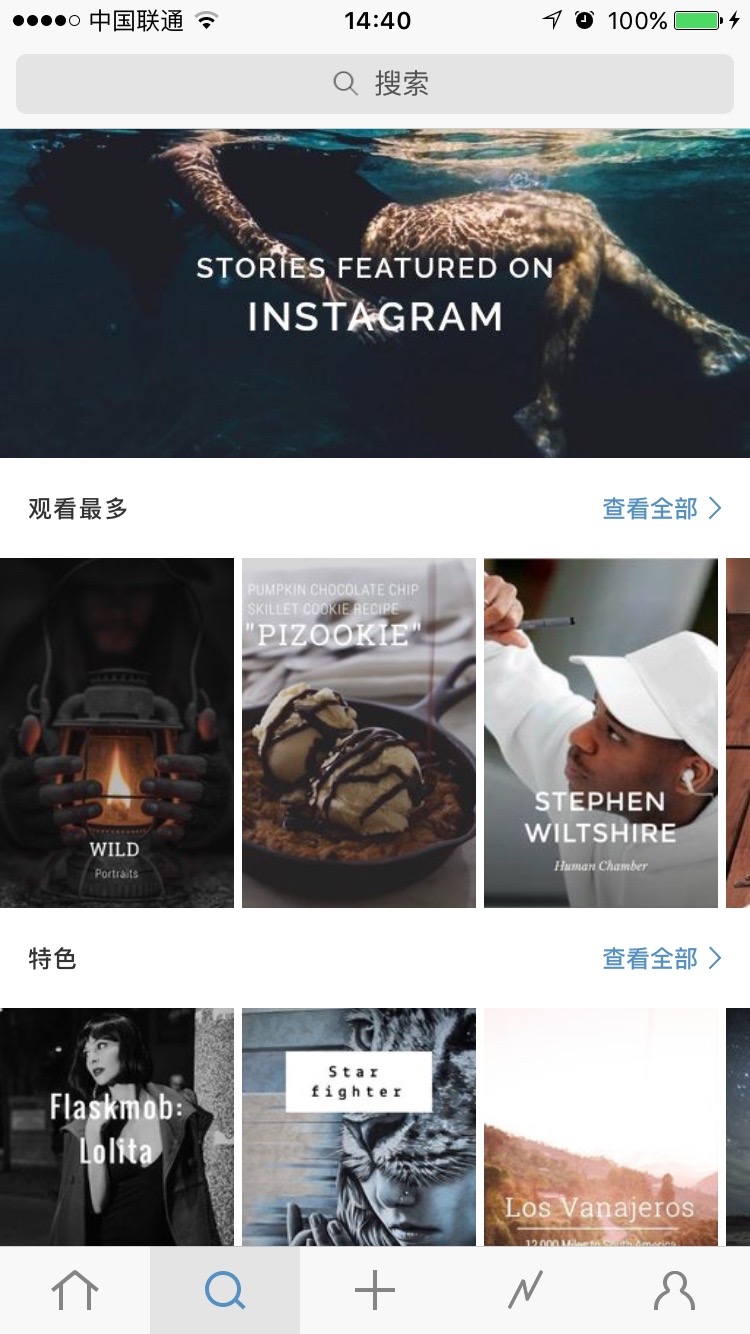 中国联通
14:40
100%
搜索
STORIES FEATURED ON
INSTAGRAM
观看最多
查看全部
WILD
Portraits
PUMPKIN CHOCOLATE CHIP
SKILLET COOKIE RECIPE
"PIZOOKIE"
STEPHEN
WILTSHIRE
Human Chamber
特色
查看全部
Flaskmob:
Lolita
Star
fighter
Los Vanajeros
12,000 Miles to South America